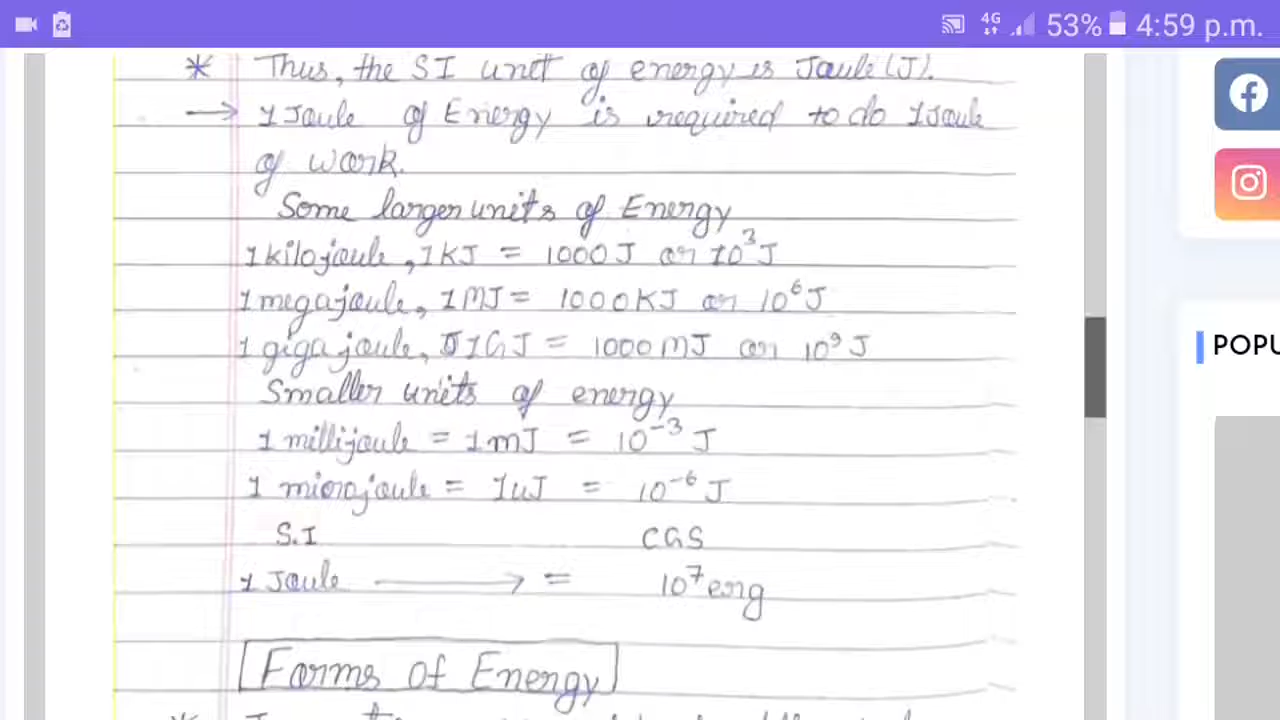 4G 53% 4:59 p.m.
* Thus, the SI unit of energy is Joule (J).
→ 1 Joule of Energy is required to do 1 Joule
of work.
Some larger units of Energy
1 kilojoule, 1 KJ = 1000 J or 10³ J
1 megajoule, 1 MJ = 1000 KJ or 10⁶ J
1 gigajoule, 1 GJ = 1000 MJ or 10⁹ J
Smaller units of energy
1 millijoule = 1 mJ = 10⁻³ J
1 microjoule = 1 uJ = 10⁻⁶ J
S.I CGS
1 Joule → = 10⁷ erg
Forms of Energy
POPU